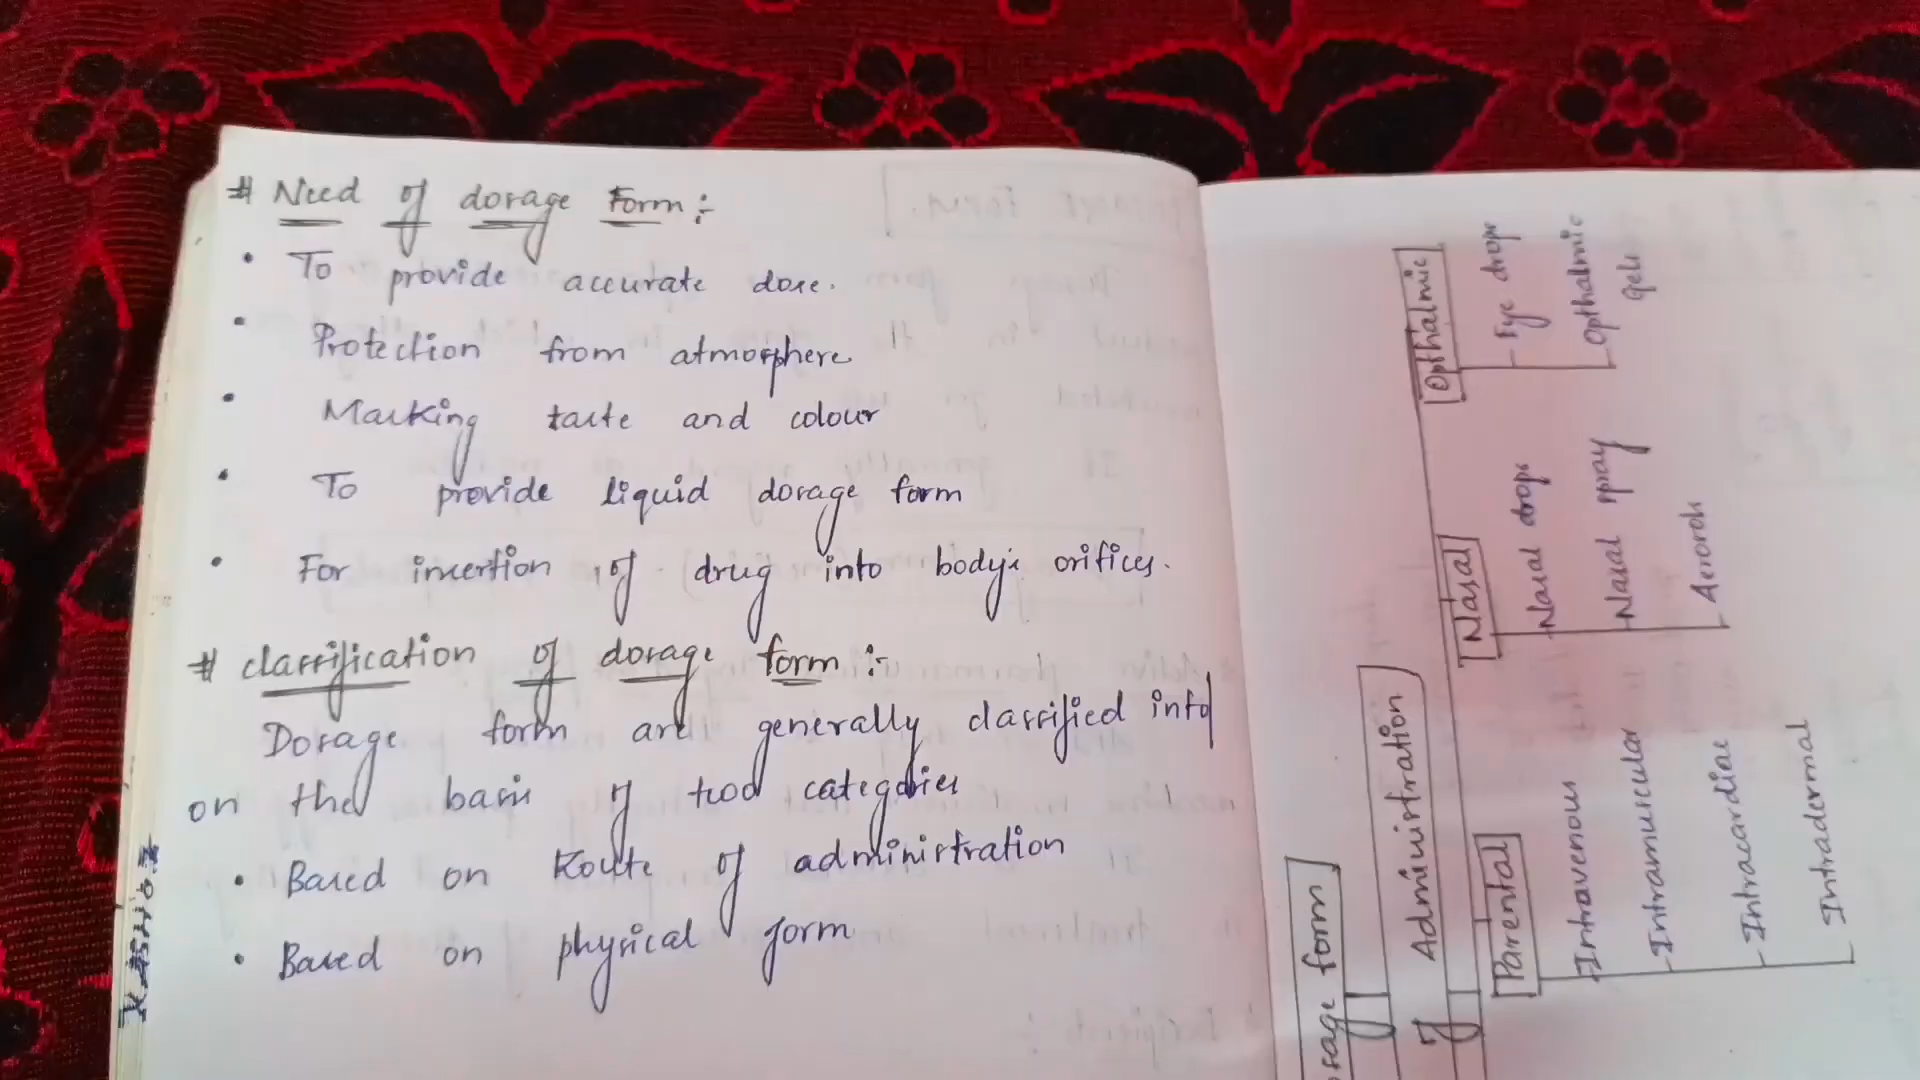 # Need of dosage Form :-
• To provide accurate dose.
• Protection from atmosphere
• Masking taste and colour
• To provide liquid dosage form
• For insertion of drug into body's orifices.
# classification of dosage form :-
Dosage form are generally classified into
on the basis of two categories
• Based on Route of administration
• Based on physical form
sage form
of Administration
Parental
Intravenous
Intramuscular
Intracardiac
Intradermal
Nasal
Nasal drops
Nasal spray
Aerosols
Opthalmic
Eye drops
Opthalmic
gels